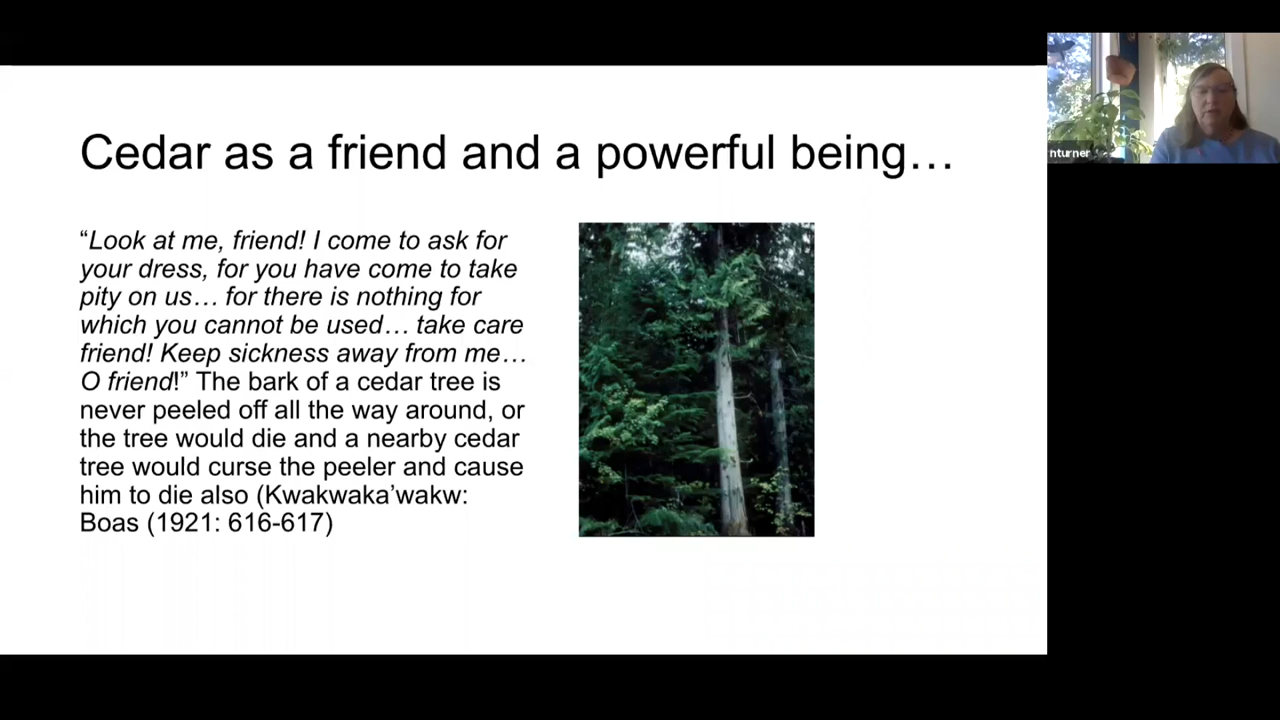 Cedar as a friend and a powerful being…
“Look at me, friend! I come to ask for
your dress, for you have come to take
pity on us… for there is nothing for
which you cannot be used… take care
friend! Keep sickness away from me…
O friend!” The bark of a cedar tree is
never peeled off all the way around, or
the tree would die and a nearby cedar
tree would curse the peeler and cause
him to die also (Kwakwaka’wakw:
Boas (1921: 616-617)
nturner